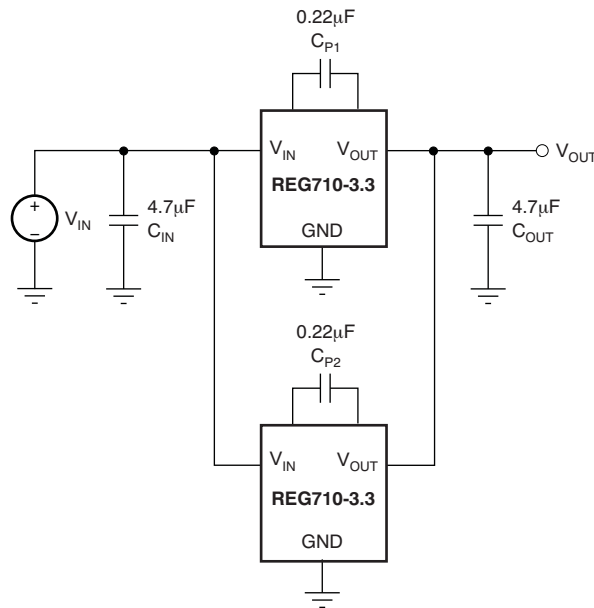 0.22μF
CP1
VIN VOUT
REG710-3.3
GND
VOUT
+
–
VIN
4.7μF
CIN
4.7μF
COUT
0.22μF
CP2
VIN VOUT
REG710-3.3
GND